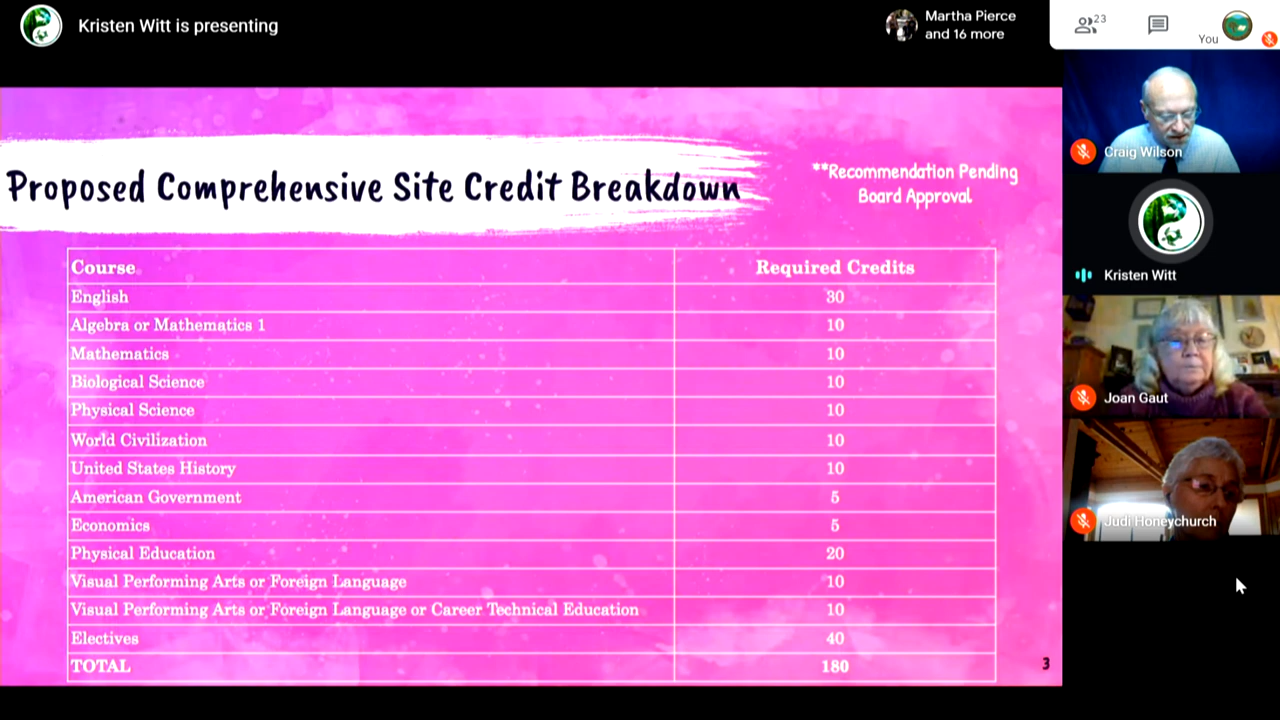 Kristen Witt is presenting
Martha Pierce
and 16 more
23
You
Proposed Comprehensive Site Credit Breakdown
**Recommendation Pending
Board Approval
Course Required Credits
English 30
Algebra or Mathematics 1 10
Mathematics 10
Biological Science 10
Physical Science 10
World Civilization 10
United States History 10
American Government 5
Economics 5
Physical Education 20
Visual Performing Arts or Foreign Language 10
Visual Performing Arts or Foreign Language or Career Technical Education 10
Electives 40
TOTAL 180
3
Craig Wilson
Kristen Witt
Joan Gaut
Judi Honeychurch